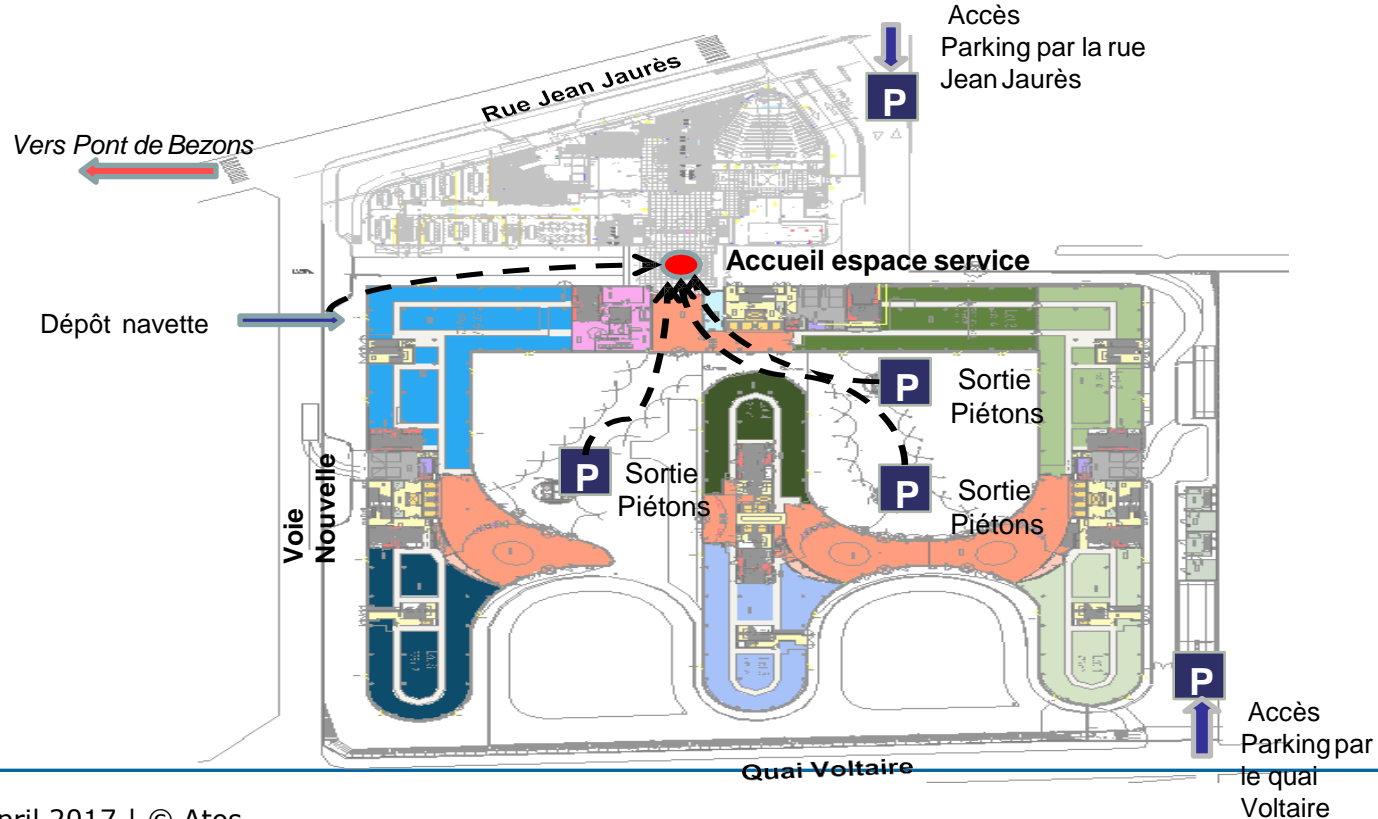 Accès
Parking par la rue
Jean Jaurès
P
Rue Jean Jaurès
Vers Pont de Bezons
Accueil espace service
Dépôt navette
P
Sortie
Piétons
P
Sortie
Piétons
P
Sortie
Piétons
Voie
Nouvelle
P
Accès
Parking par
le quai
Voltaire
Quai Voltaire
2017 | © Atos